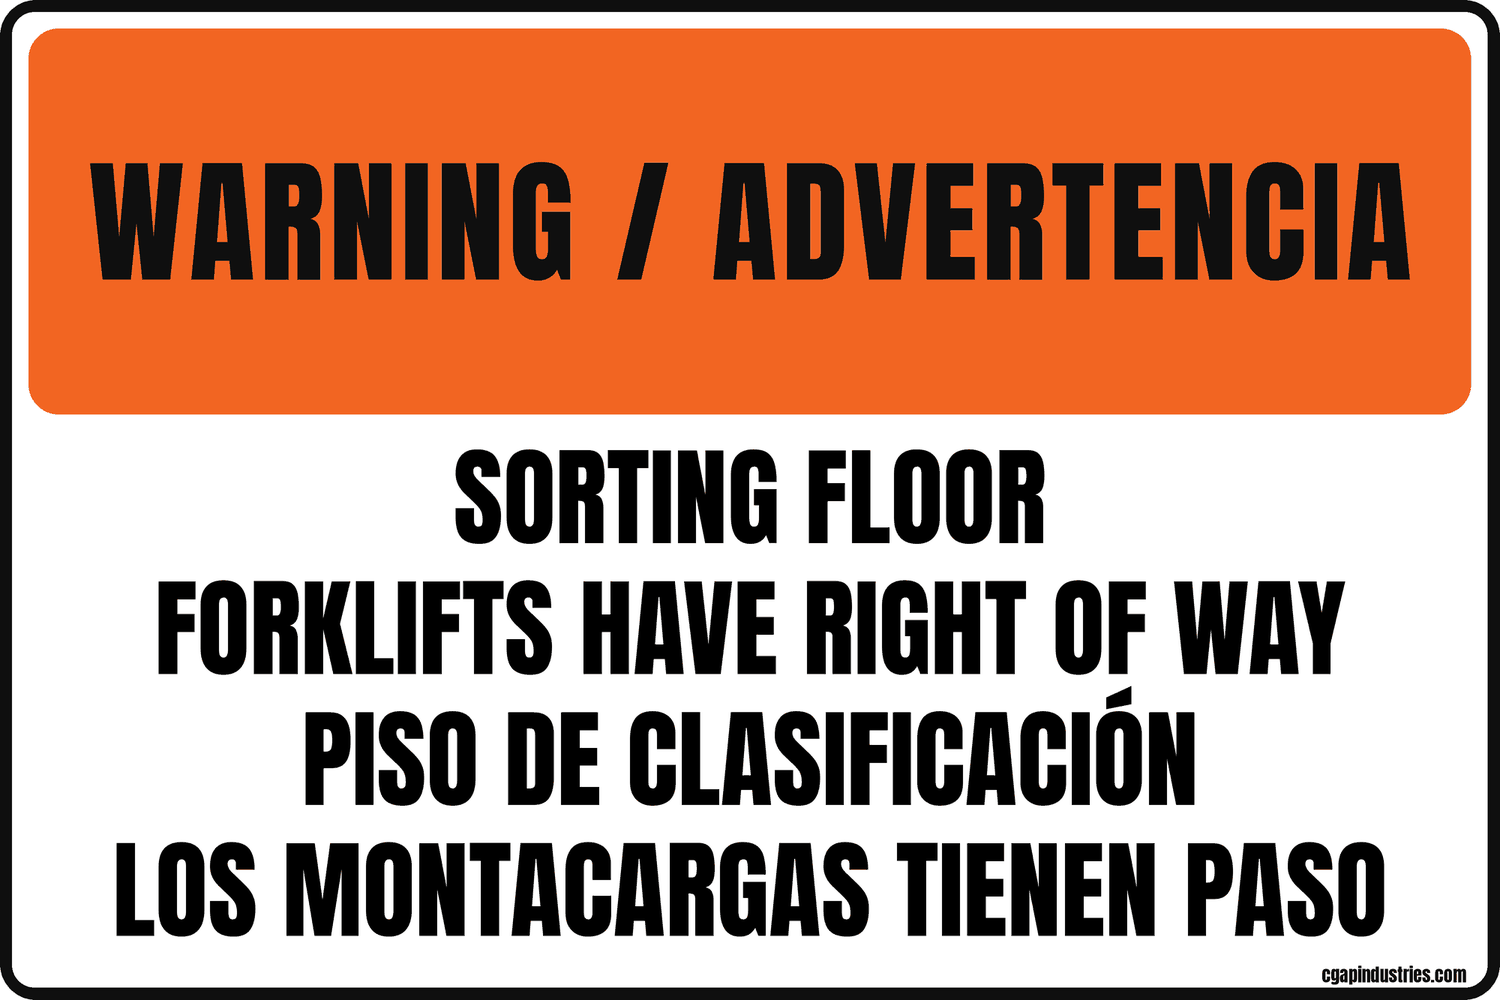 WARNING / ADVERTENCIA
SORTING FLOOR
FORKLIFTS HAVE RIGHT OF WAY
PISO DE CLASIFICACIÓN
LOS MONTACARGAS TIENEN PASO
cgapindustries.com